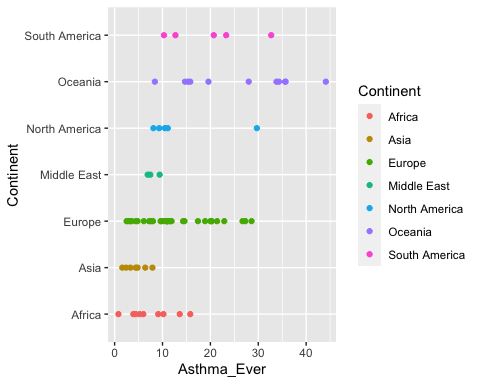 South America
Oceania
North America
Middle East
Europe
Asia
Africa
Continent
0 10 20 30 40
Asthma_Ever
Continent
Africa
Asia
Europe
Middle East
North America
Oceania
South America